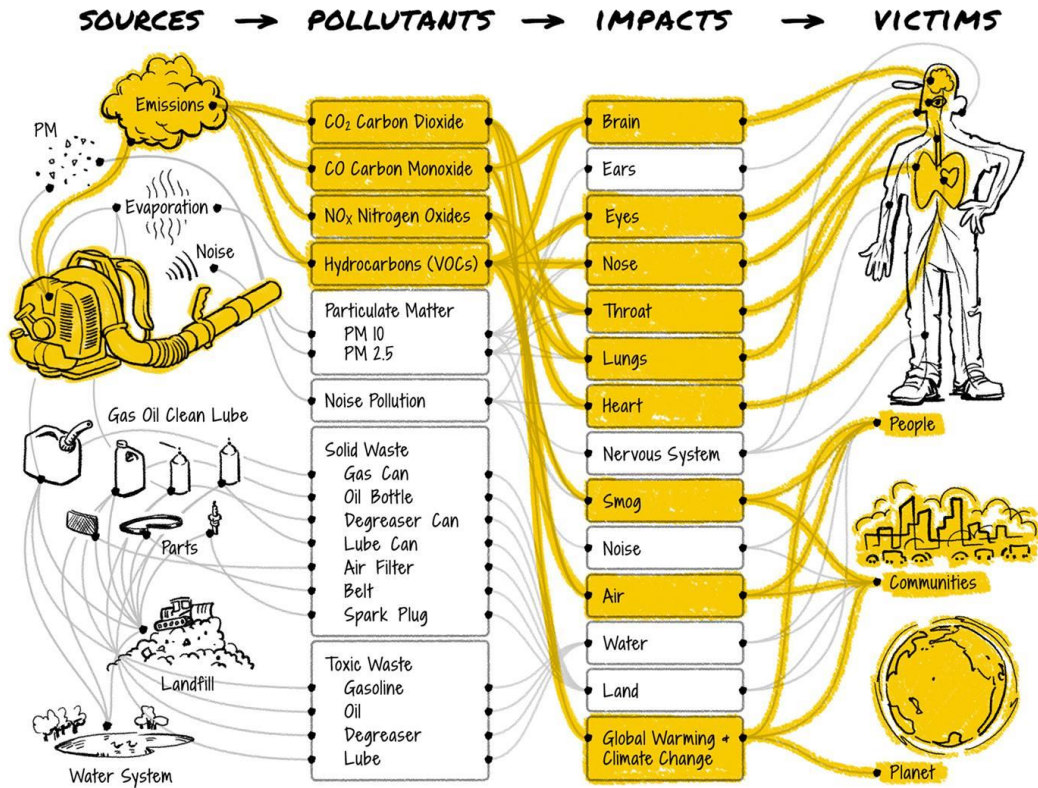 SOURCES → POLLUTANTS → IMPACTS → VICTIMS
Emissions
PM
Evaporation
Noise
Gas Oil Clean Lube
Parts
Landfill
Water System
CO₂ Carbon Dioxide
CO Carbon Monoxide
NOₓ Nitrogen Oxides
Hydrocarbons (VOCs)
Particulate Matter
PM 10
PM 2.5
Noise Pollution
Solid Waste
Gas Can
Oil Bottle
Degreaser Can
Lube Can
Air Filter
Belt
Spark Plug
Toxic Waste
Gasoline
Oil
Degreaser
Lube
Brain
Ears
Eyes
Nose
Throat
Lungs
Heart
Nervous System
Smog
Noise
Air
Water
Land
Global Warming +
Climate Change
People
Communities
Planet